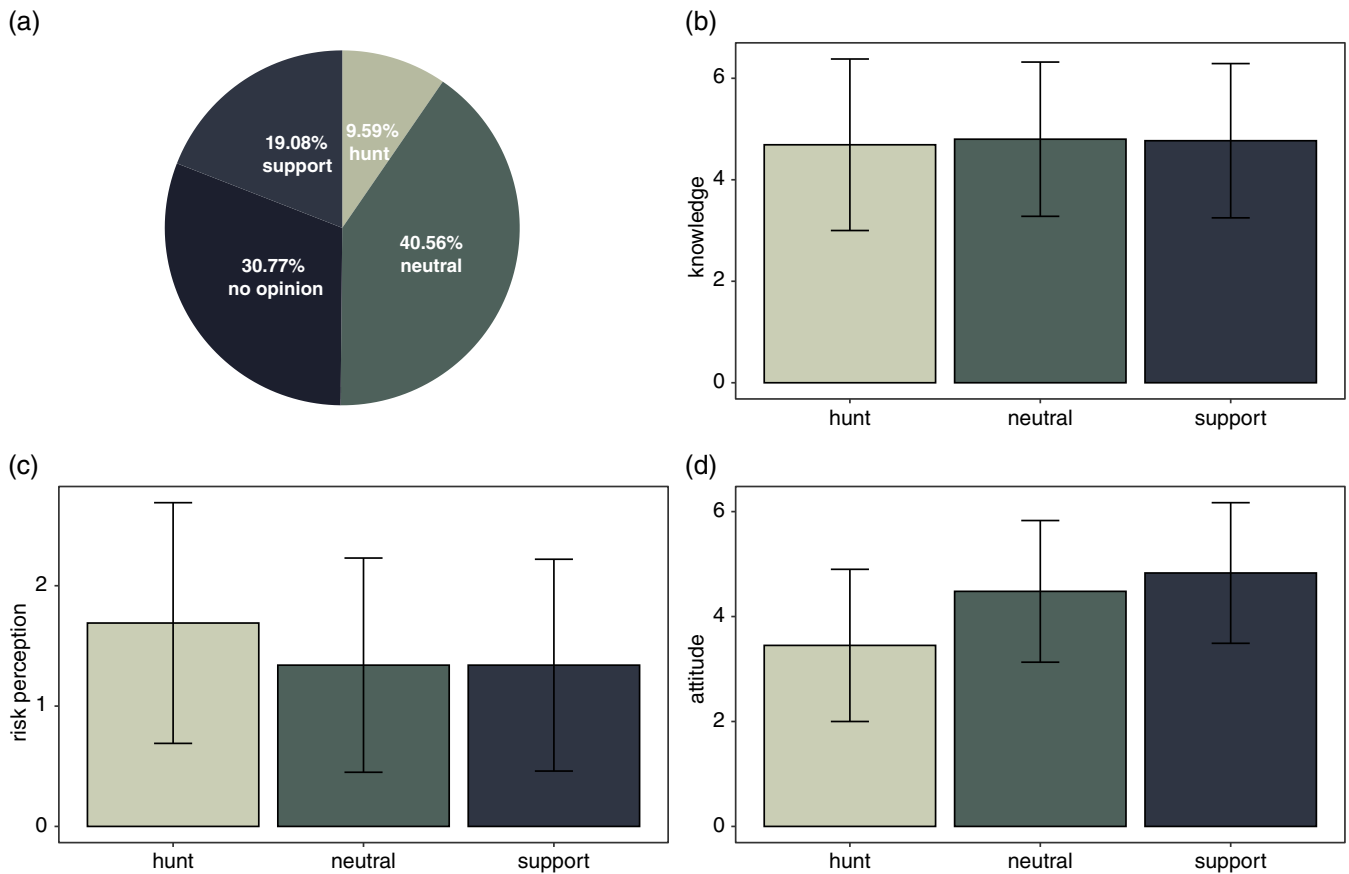 (a)
9.59%
hunt
19.08%
support
40.56%
neutral
30.77%
no opinion
(b)
knowledge
6
4
2
0
hunt neutral support
(c)
risk perception
2
1
0
hunt neutral support
(d)
attitude
6
4
2
0
hunt neutral support